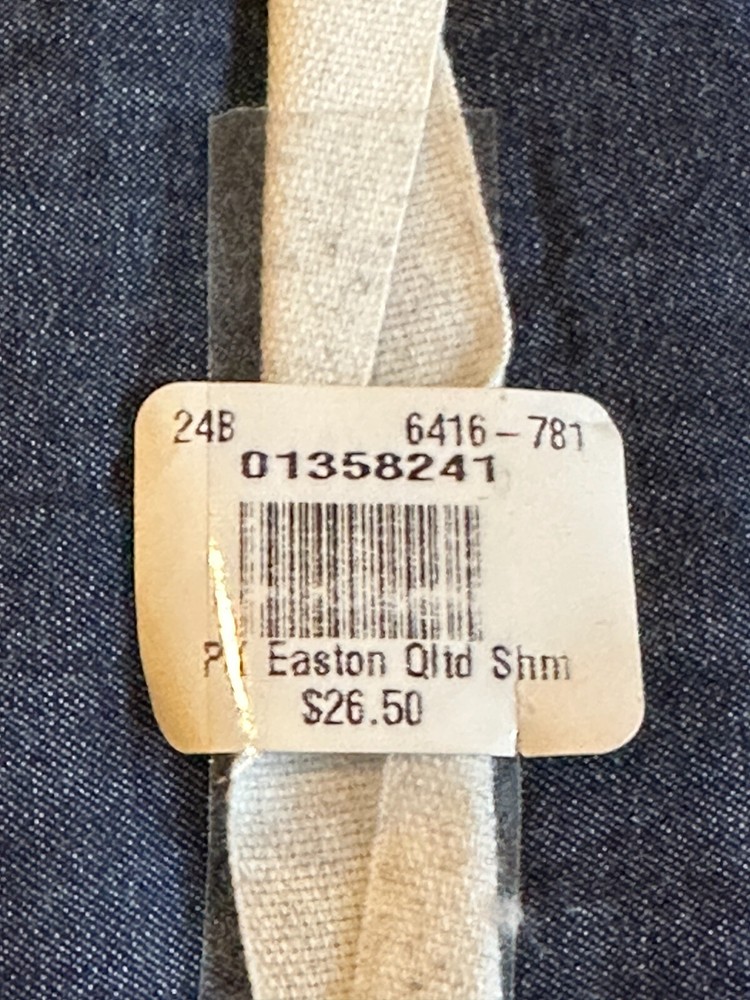 24B 6416-781
01358241
Easton Qltd Shm
$26.50